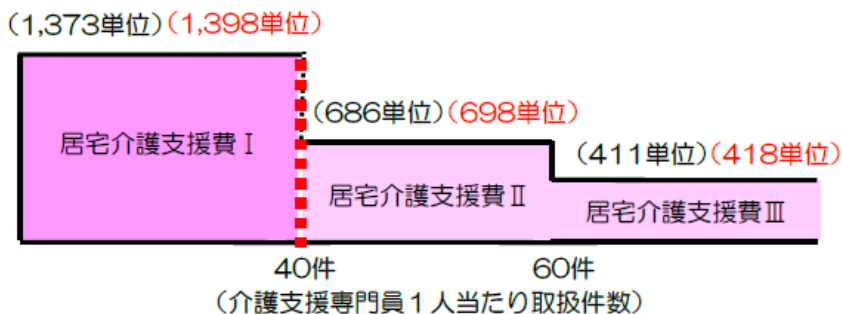 (1,373単位)(1,398単位)
(686単位)(698単位)
(411単位)(418単位)
居宅介護支援費Ⅰ
居宅介護支援費Ⅱ
居宅介護支援費Ⅲ
40件
60件
(介護支援専門員1人当たり取扱件数)